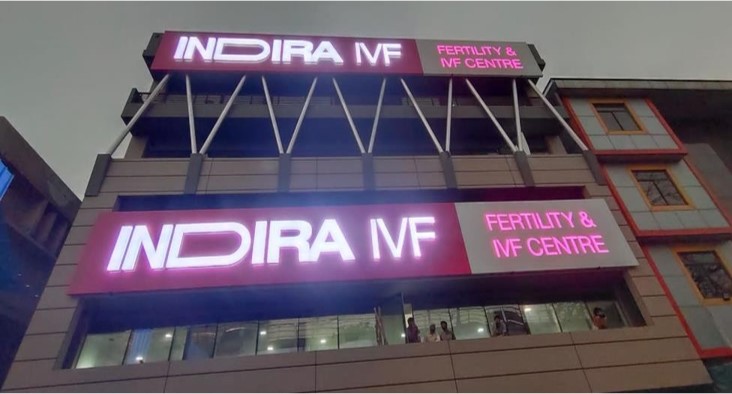 INDIRA IVF
FERTILITY &
IVF CENTRE
INDIRA IVF
FERTILITY &
IVF CENTRE